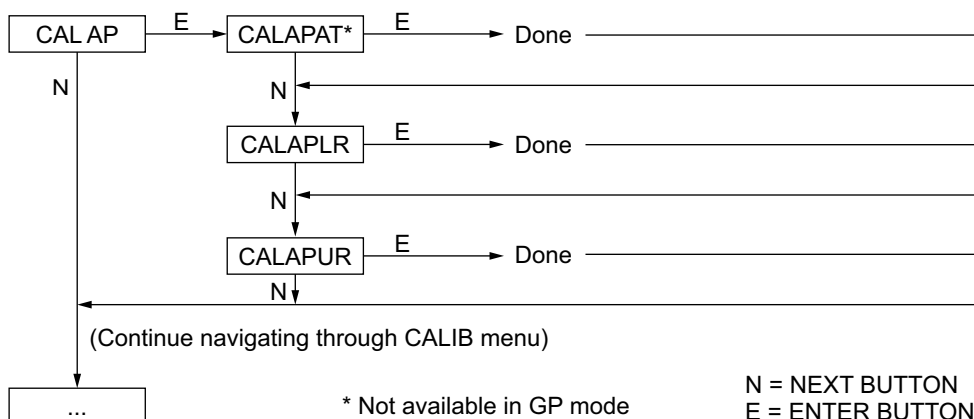 CAL AP E CALAPAT* E Done
N N
CALAPLR E Done
N
CALAPUR E Done
N
(Continue navigating through CALIB menu)
... * Not available in GP mode
N = NEXT BUTTON
E = ENTER BUTTON